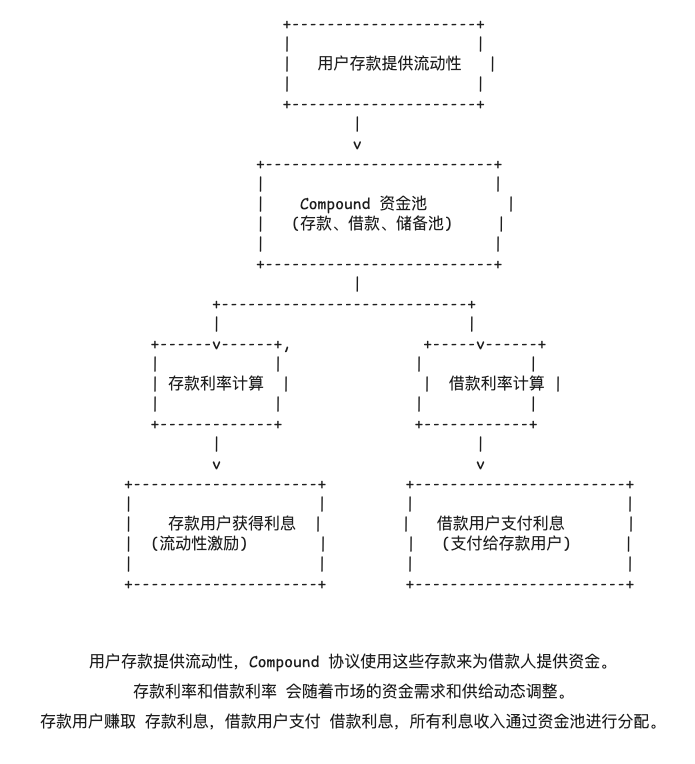 用户存款提供流动性
Compound 资金池
(存款、借款、储备池)
存款利率计算
借款利率计算
存款用户获得利息
(流动性激励)
借款用户支付利息
(支付给存款用户)
用户存款提供流动性，Compound 协议使用这些存款来为借款人提供资金。
存款利率和借款利率 会随着市场的资金需求和供给动态调整。
存款用户赚取 存款利息，借款用户支付 借款利息，所有利息收入通过资金池进行分配。